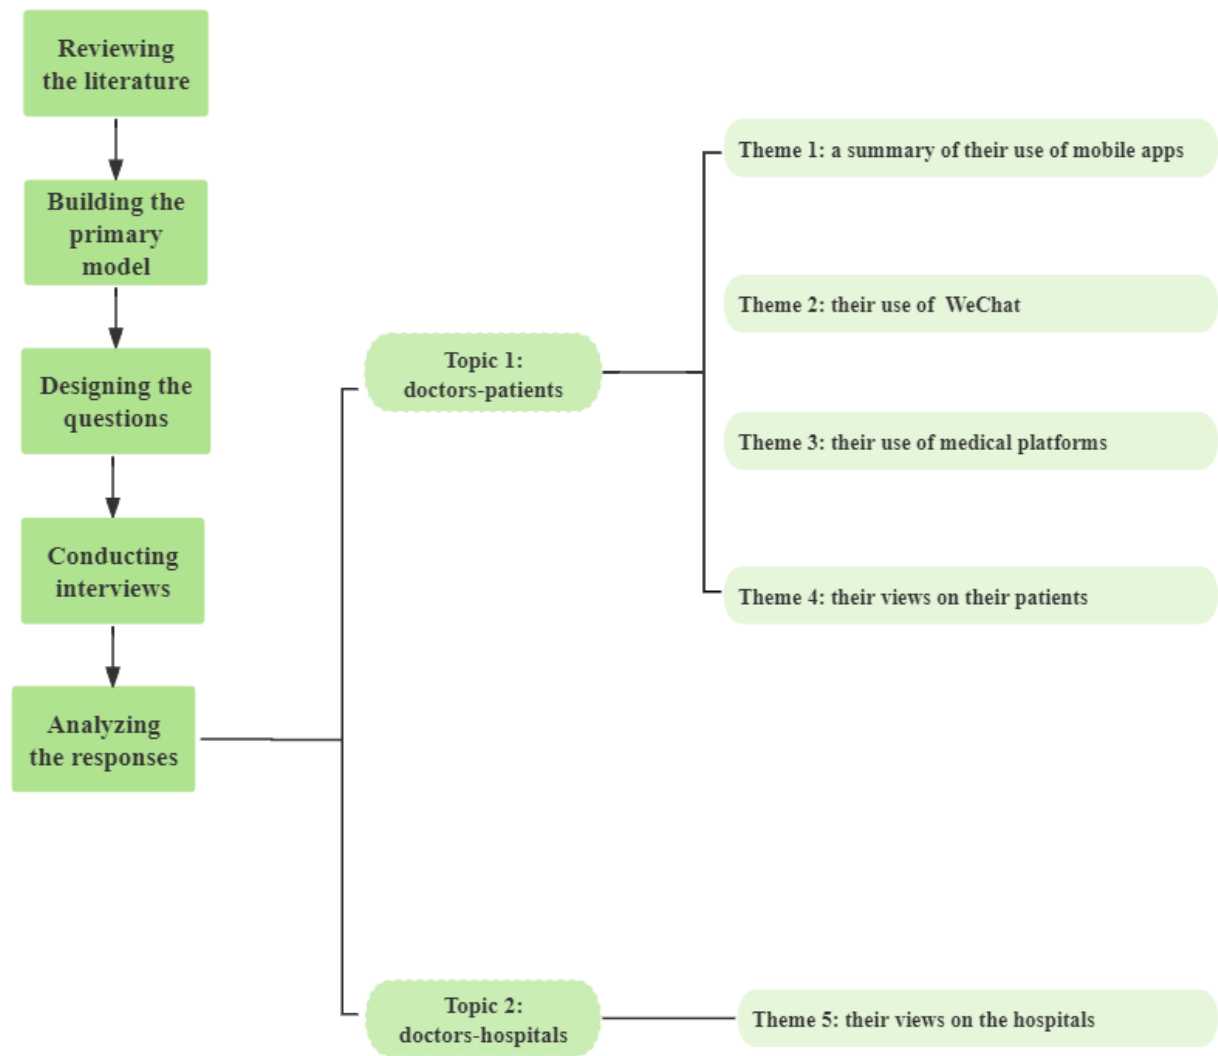 Reviewing
the literature
Building the
primary
model
Designing the
questions
Conducting
interviews
Analyzing
the responses
Topic 1:
doctors-patients
Theme 1: a summary of their use of mobile apps
Theme 2: their use of WeChat
Theme 3: their use of medical platforms
Theme 4: their views on their patients
Topic 2:
doctors-hospitals
Theme 5: their views on the hospitals